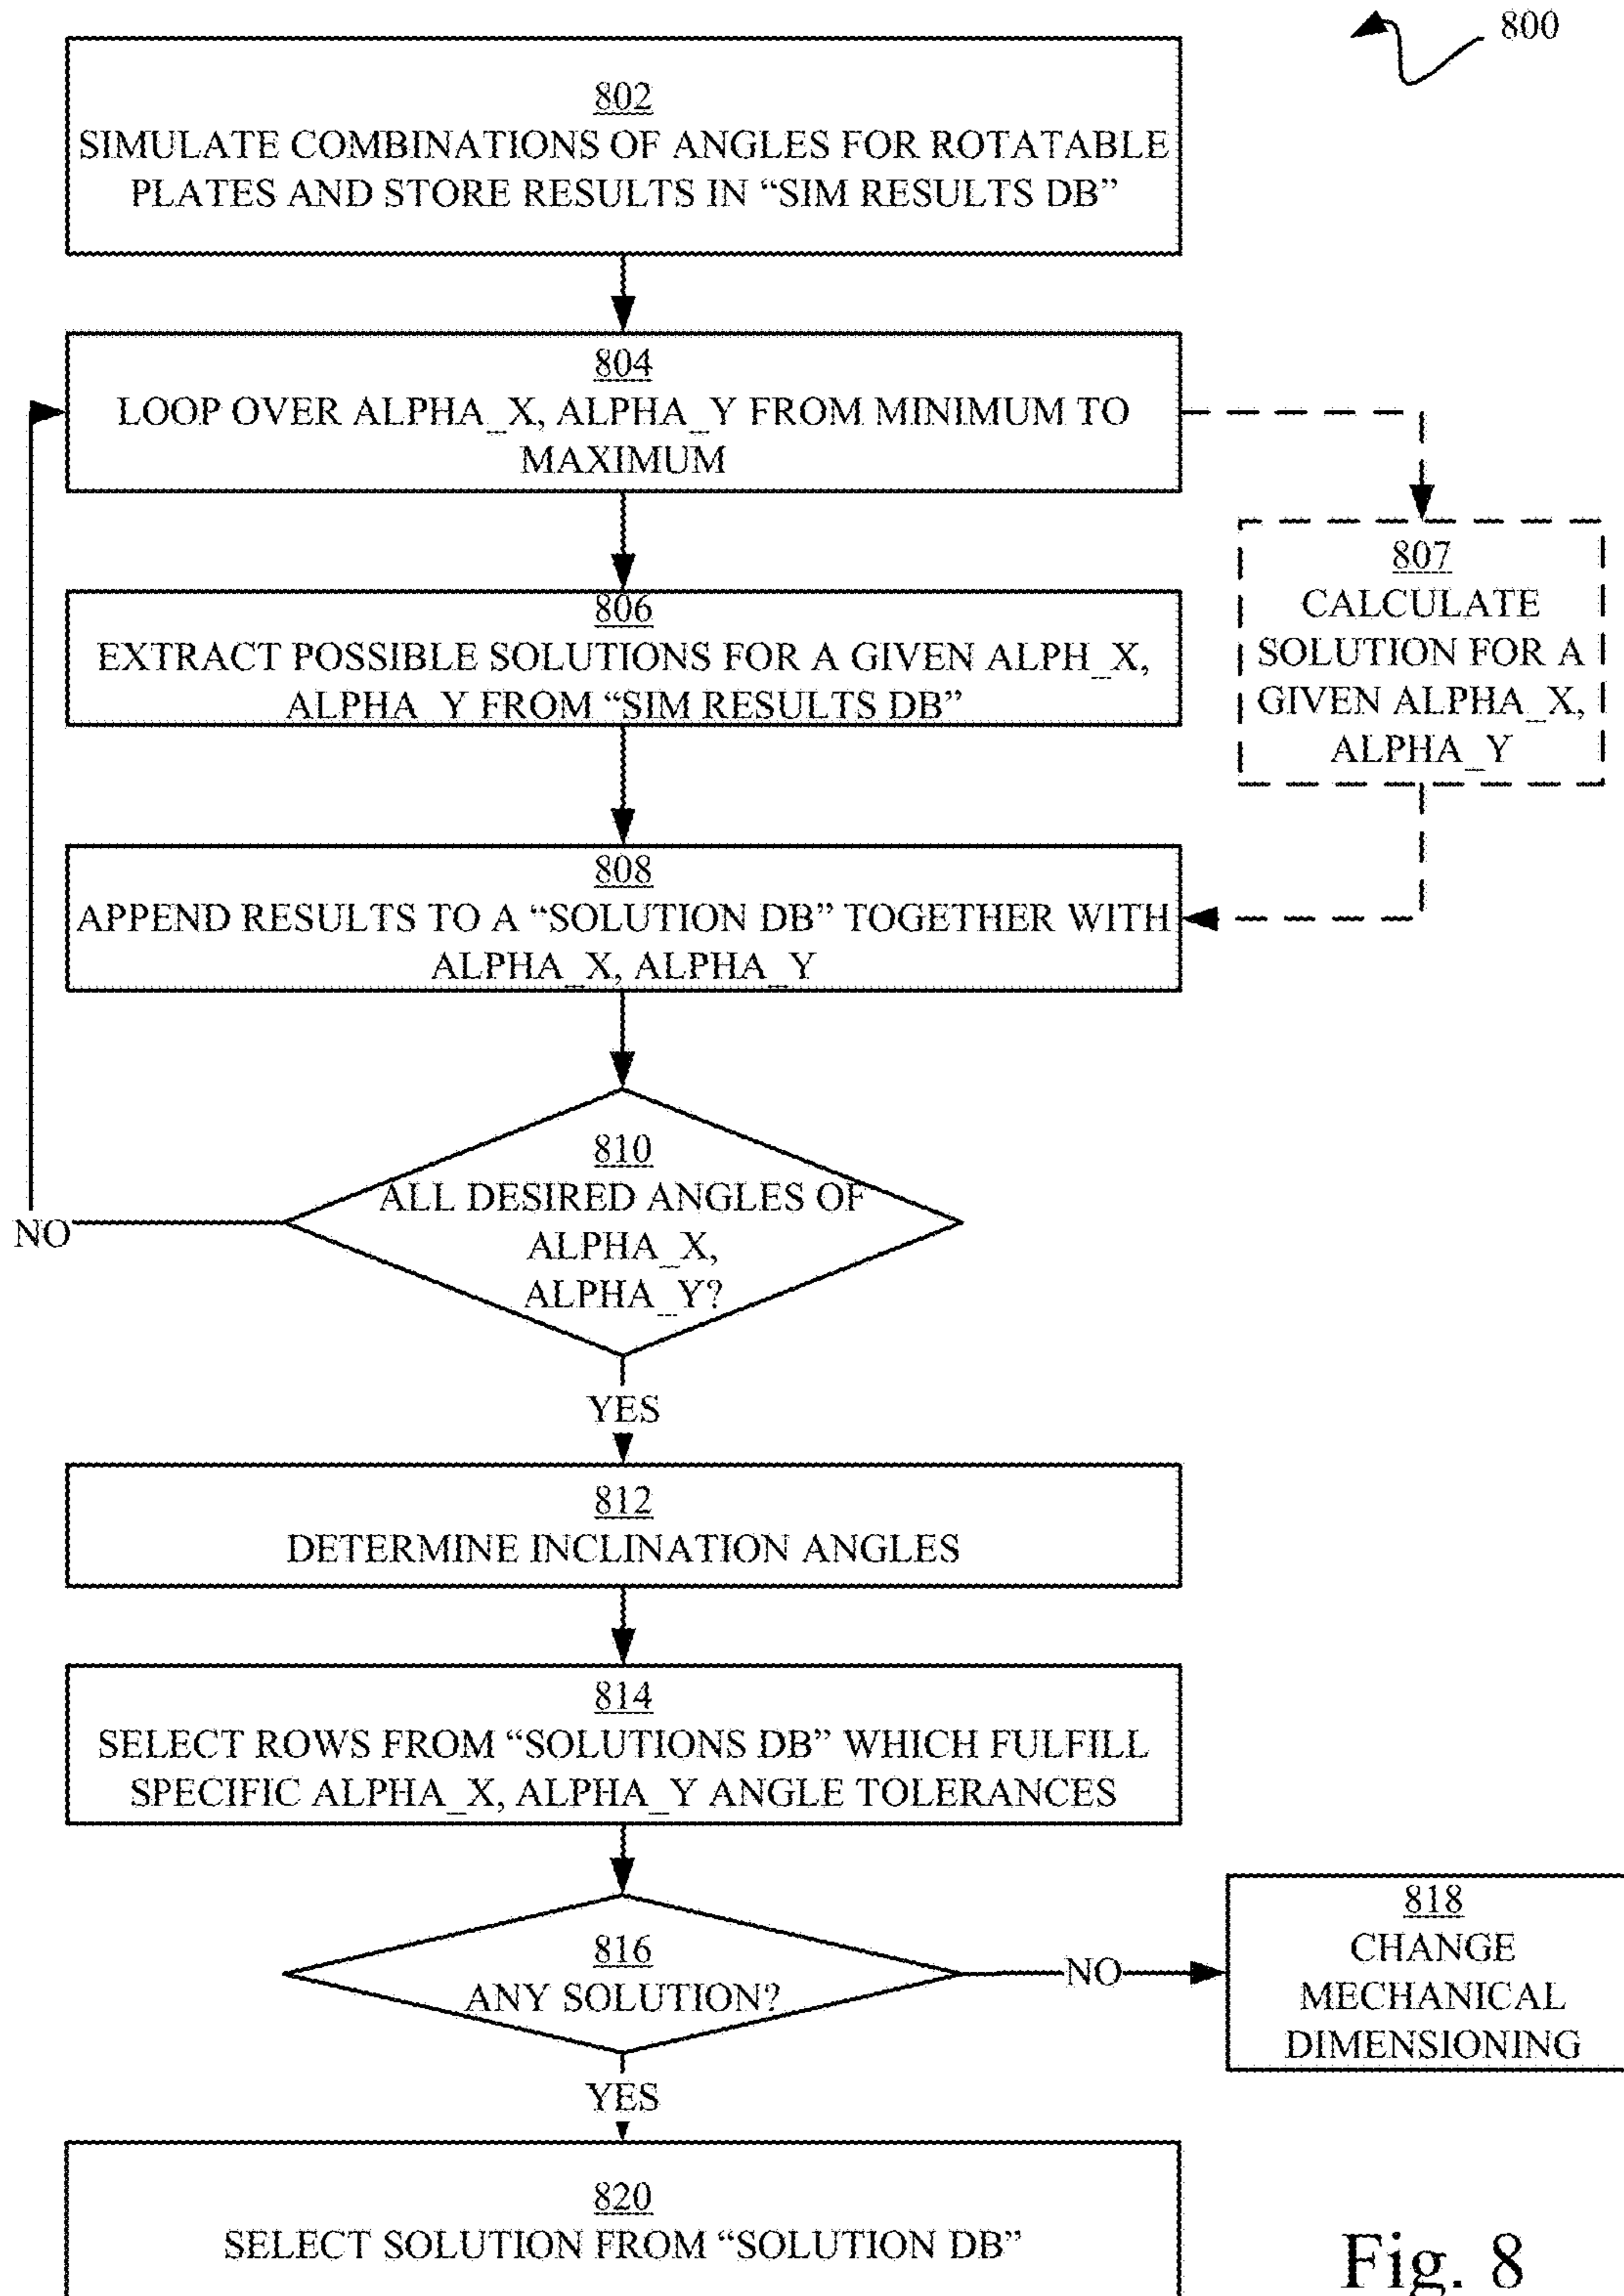 800
802
SIMULATE COMBINATIONS OF ANGLES FOR ROTATABLE
PLATES AND STORE RESULTS IN “SIM RESULTS DB”
804
LOOP OVER ALPHA_X, ALPHA_Y FROM MINIMUM TO
MAXIMUM
806
EXTRACT POSSIBLE SOLUTIONS FOR A GIVEN ALPH_X,
ALPHA_Y FROM “SIM RESULTS DB”
807
CALCULATE
SOLUTION FOR A
GIVEN ALPHA_X,
ALPHA_Y
808
APPEND RESULTS TO A “SOLUTION DB” TOGETHER WITH
ALPHA_X, ALPHA_Y
810
ALL DESIRED ANGLES OF
ALPHA_X,
ALPHA_Y?
NO
YES
812
DETERMINE INCLINATION ANGLES
814
SELECT ROWS FROM “SOLUTIONS DB” WHICH FULFILL
SPECIFIC ALPHA_X, ALPHA_Y ANGLE TOLERANCES
816
ANY SOLUTION?
NO
818
CHANGE
MECHANICAL
DIMENSIONING
YES
820
SELECT SOLUTION FROM “SOLUTION DB”
Fig. 8